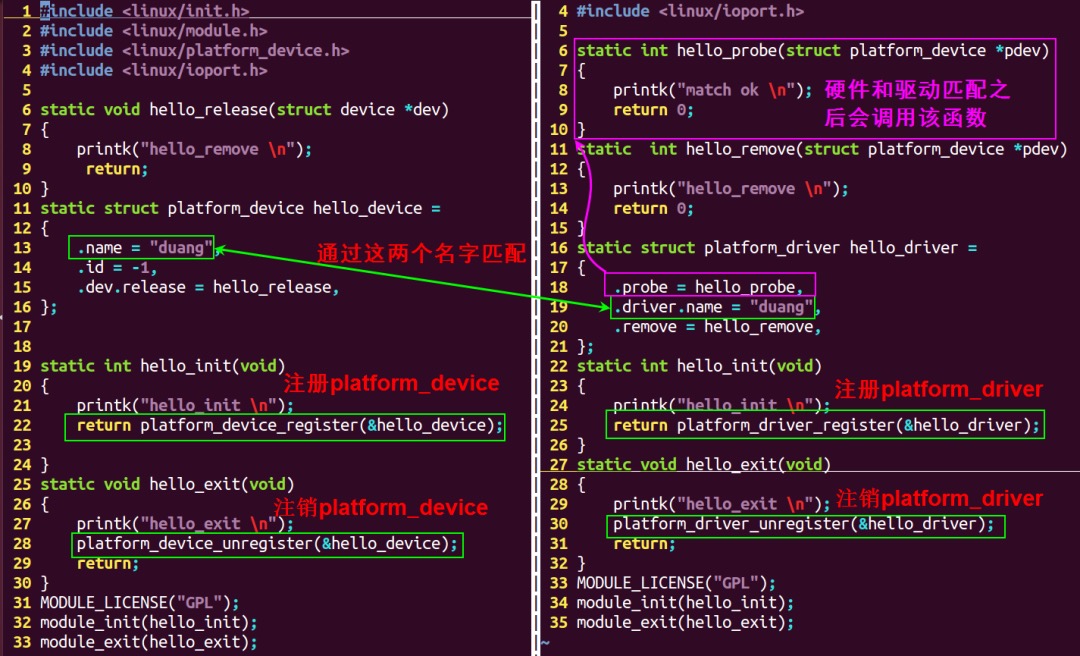 1 #include <linux/init.h>
2 #include <linux/module.h>
3 #include <linux/platform_device.h>
4 #include <linux/ioport.h>
5
6 static void hello_release(struct device *dev)
7 {
8     printk("hello_remove \n");
9      return;
10 }
11 static struct platform_device hello_device =
12 {
13     .name = "duang",
14     .id = -1,
15     .dev.release = hello_release,
16 };
17
18
19 static int hello_init(void)
20 {
21     printk("hello_init \n");
22     return platform_device_register(&hello_device);
23
24 }
25 static void hello_exit(void)
26 {
27     printk("hello_exit \n");
28     platform_device_unregister(&hello_device);
29     return;
30 }
31 MODULE_LICENSE("GPL");
32 module_init(hello_init);
33 module_exit(hello_exit);
通过这两个名字匹配
注册platform_device
注销platform_device
4 #include <linux/ioport.h>
5
6 static int hello_probe(struct platform_device *pdev)
7 {
8     printk("match ok \n");
9     return 0;
10 }
11 static  int hello_remove(struct platform_device *pdev)
12 {
13     printk("hello_remove \n");
14     return 0;
15 }
16 static struct platform_driver hello_driver =
17 {
18     .probe = hello_probe,
19     .driver.name = "duang",
20     .remove = hello_remove,
21 };
22 static int hello_init(void)
23 {
24     printk("hello_init \n");
25     return platform_driver_register(&hello_driver);
26 }
27 static void hello_exit(void)
28 {
29     printk("hello_exit \n");
30     platform_driver_unregister(&hello_driver);
31     return;
32 }
33 MODULE_LICENSE("GPL");
34 module_init(hello_init);
35 module_exit(hello_exit);
~
硬件和驱动匹配之
后会调用该函数
注册platform_driver
注销platform_driver